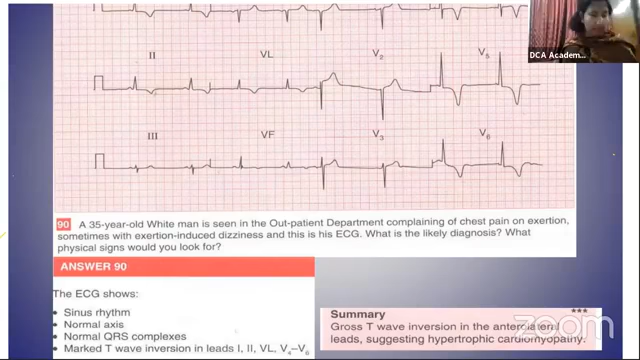 DCA Academ...
II VL V2 V5
III VF V3 V6
90 A 35-year-old White man is seen in the Out-patient Department complaining of chest pain on exertion,
sometimes with exertion-induced dizziness and this is his ECG. What is the likely diagnosis? What
physical signs would you look for?
ANSWER 90
The ECG shows:
• Sinus rhythm
• Normal axis
• Normal QRS complexes
• Marked T wave inversion in leads I, II, VL, V4–V6
Summary ***
Gross T wave inversion in the anterolateral
leads, suggesting hypertrophic cardiomyopathy.
zoom